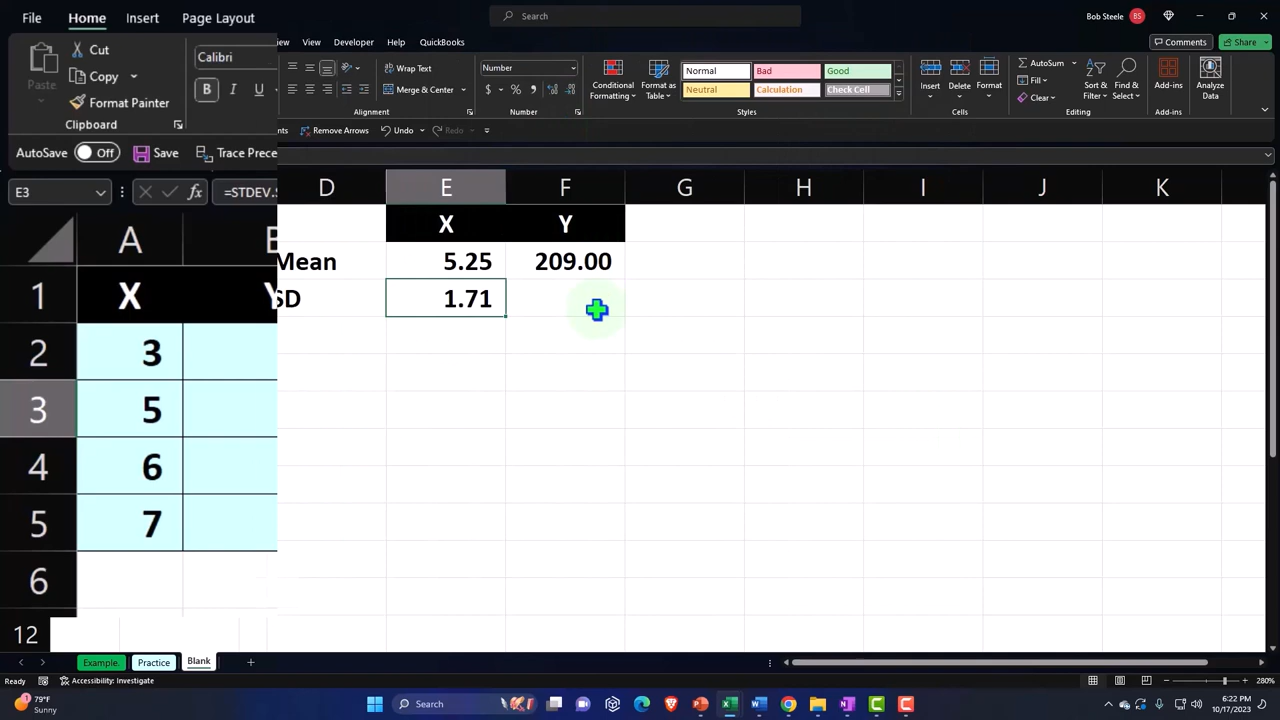 Search
Bob Steele BS
File Home Insert Page Layout View Developer Help QuickBooks
Comments Share
Paste Cut Copy Format Painter
Clipboard
Calibri
B I U
Wrap Text
Merge & Center
Alignment
Number
$ % ,
Number
Conditional Formatting
Format as Table
Normal Bad Good
Neutral Calculation Check Cell
Styles
Insert Delete Format
Cells
AutoSum
Fill
Clear
Sort & Filter
Find & Select
Editing
Add-ins
Add-ins
Analyze Data
AutoSave Off Save Trace Prece
Remove Arrows Undo Redo
E3 fx =STDEV.S
A D E F G H I J K
1 X X Y
2 3 Mean 5.25 209.00
3 5 SD 1.71
4 6
5 7
6
12
Example. Practice Blank
Ready Accessibility: Investigate 280%
79°F
Sunny
Search
6:22 PM
10/17/2023